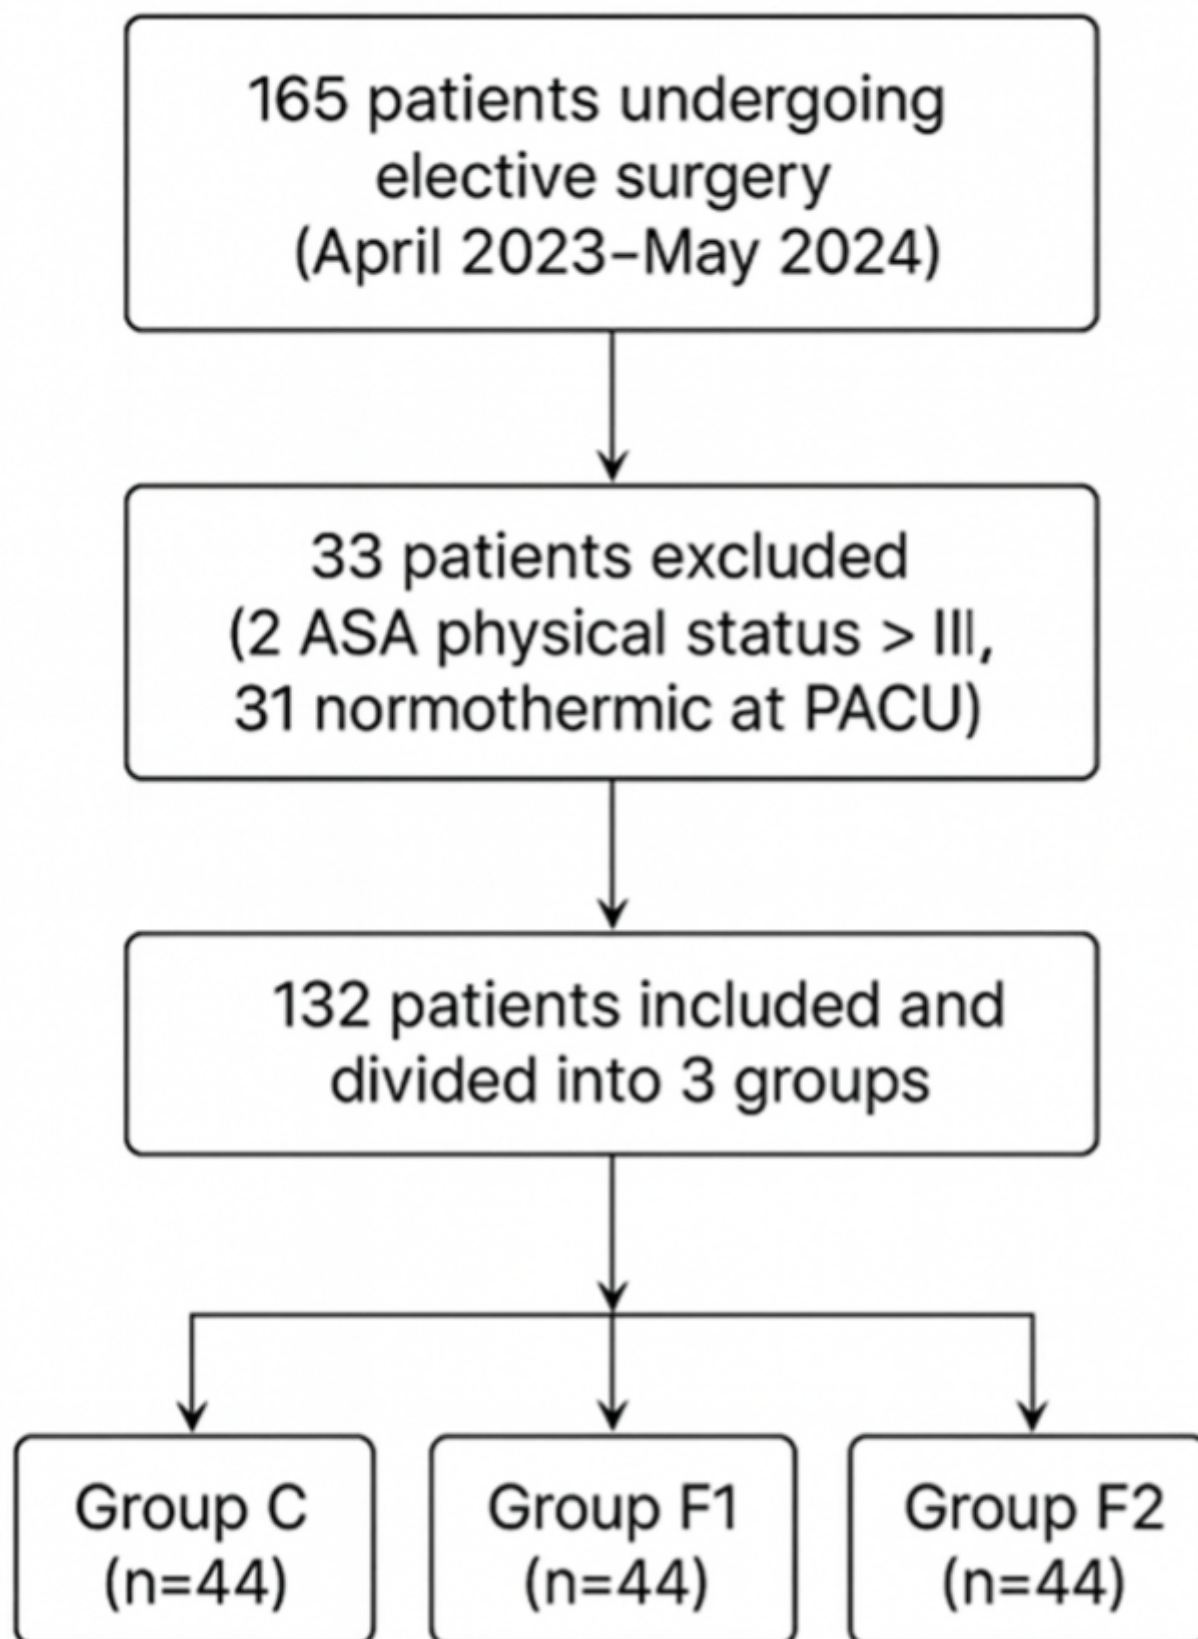 165 patients undergoing
elective surgery
(April 2023–May 2024)
33 patients excluded
(2 ASA physical status > III,
31 normothermic at PACU)
132 patients included and
divided into 3 groups
Group C
(n=44)
Group F1
(n=44)
Group F2
(n=44)